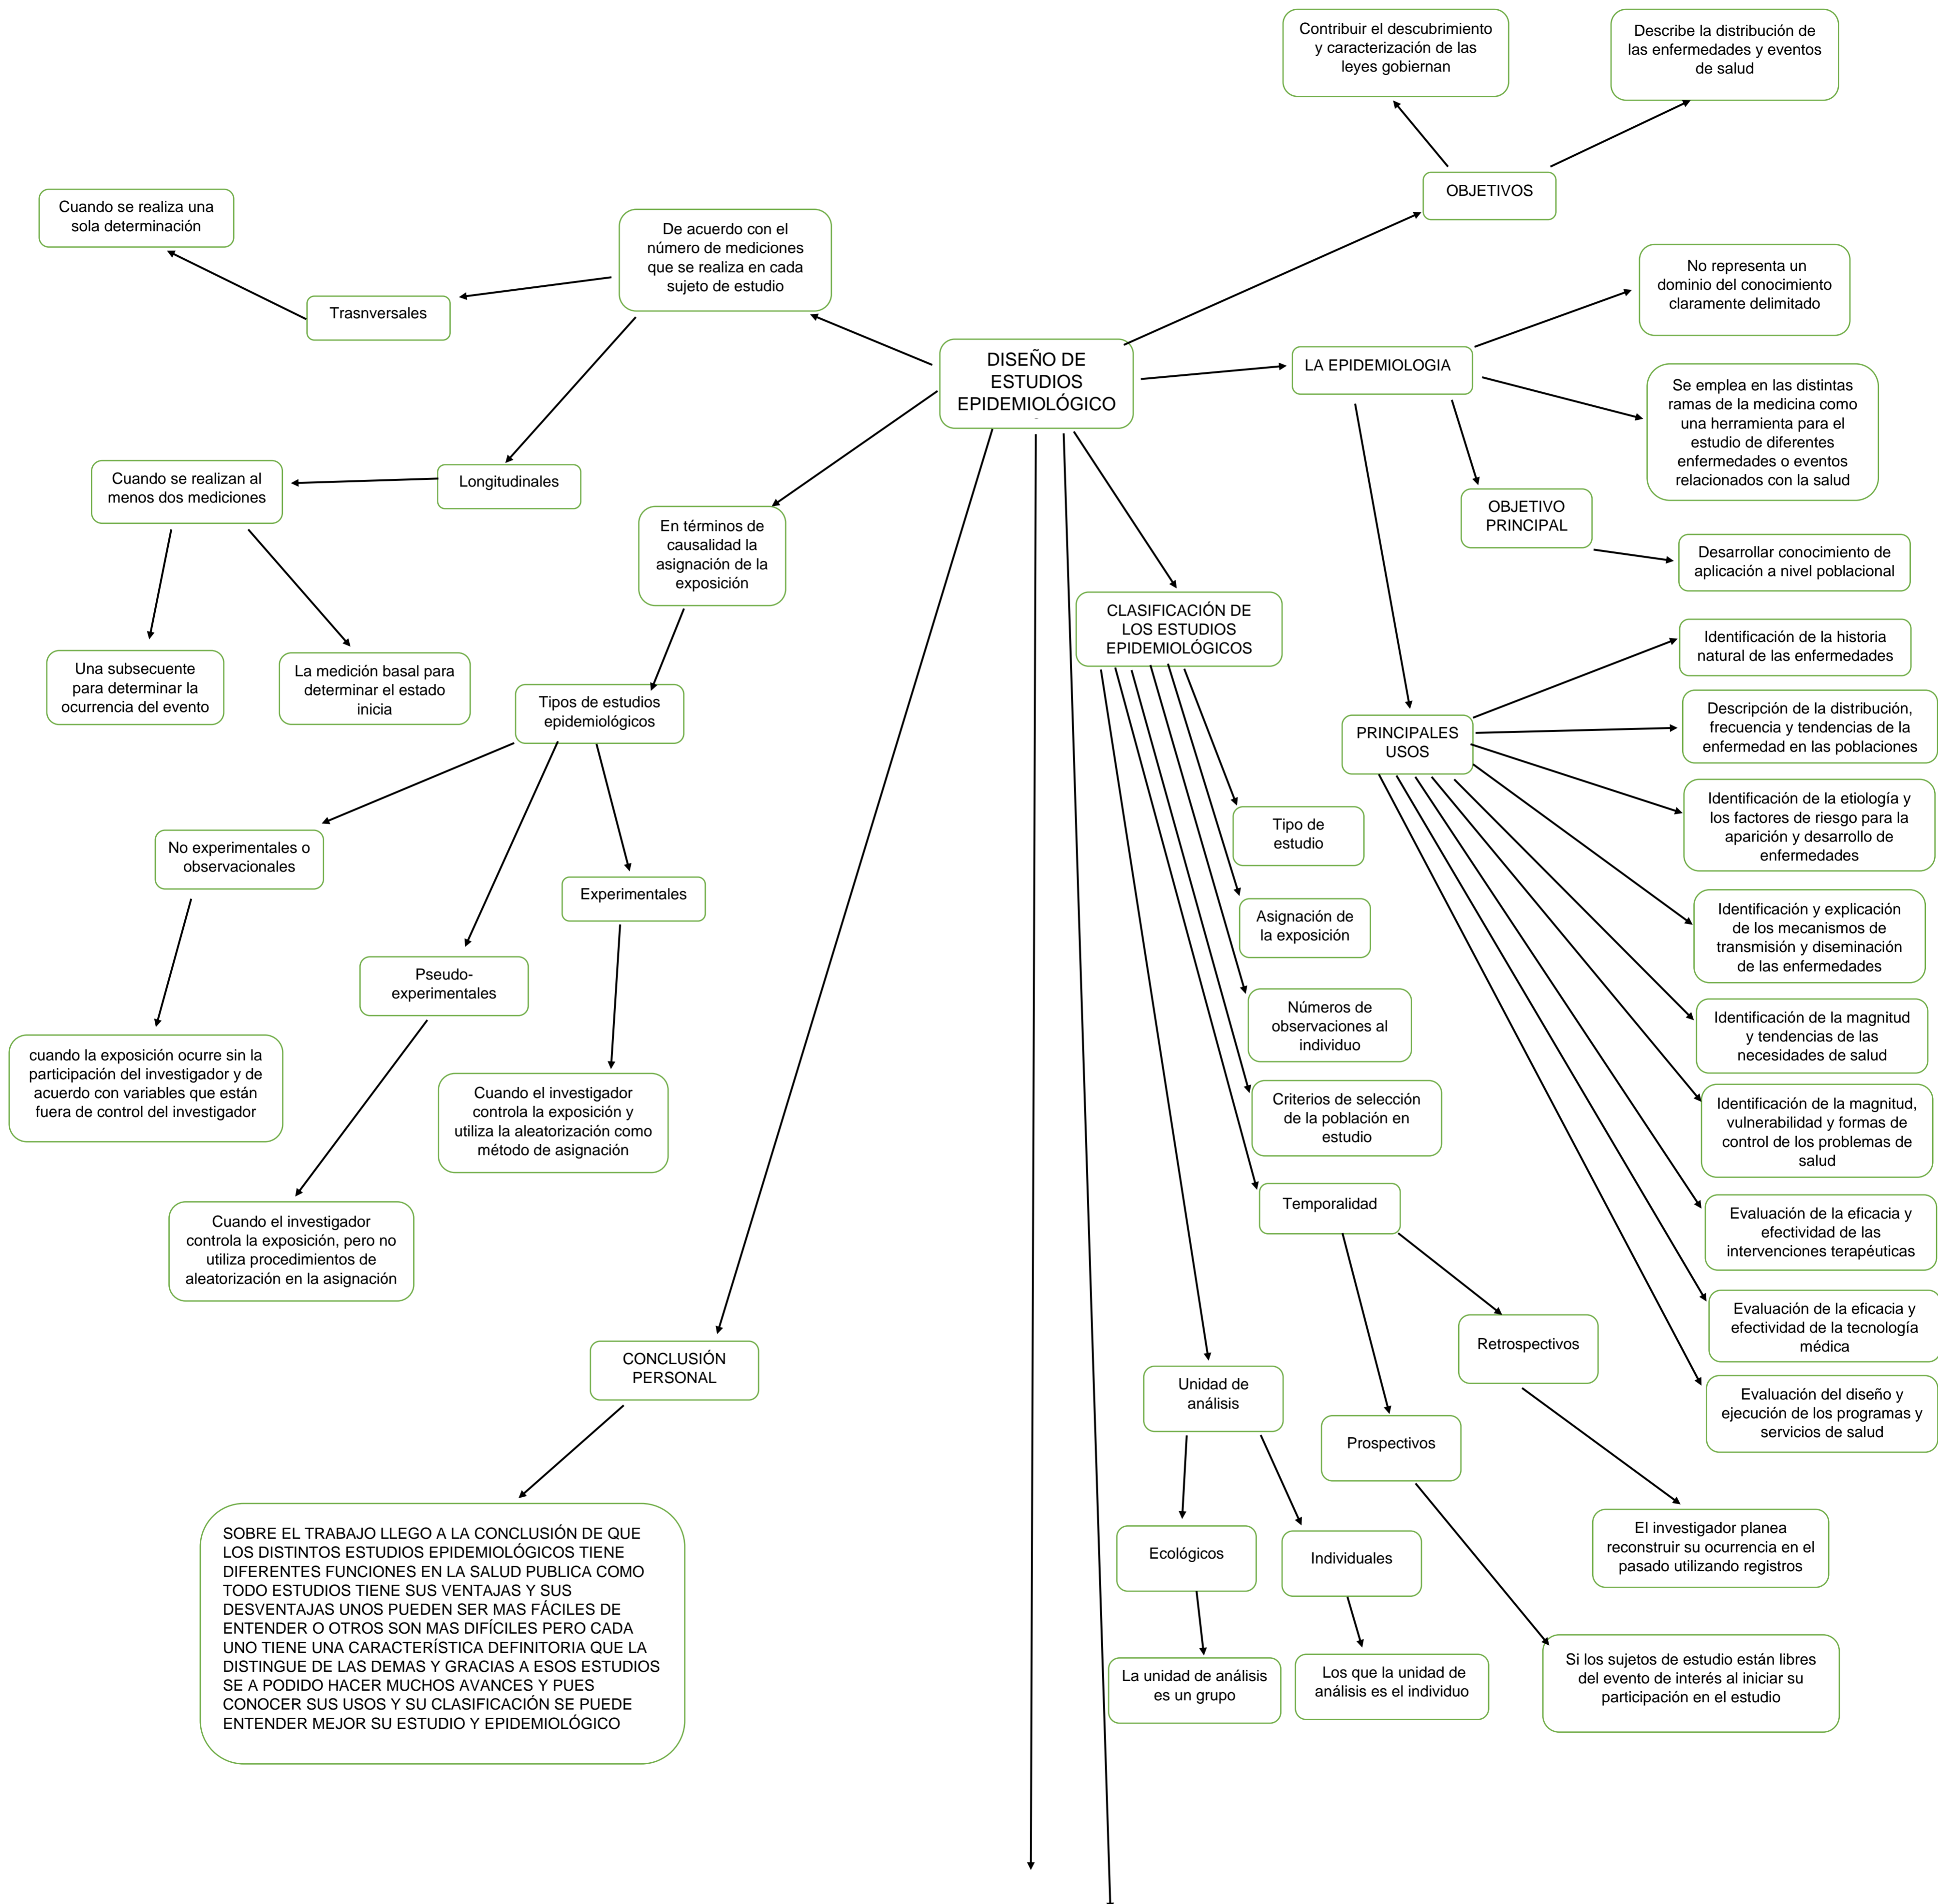 Contribuir el descubrimiento
y caracterización de las
leyes gobiernan
Describe la distribución de
las enfermedades y eventos
de salud
OBJETIVOS
Cuando se realiza una
sola determinación
De acuerdo con el
número de mediciones
que se realiza en cada
sujeto de estudio
Trasnversales
No representa un
dominio del conocimiento
claramente delimitado
DISEÑO DE
ESTUDIOS
EPIDEMIOLÓGICO
LA EPIDEMIOLOGIA
Se emplea en las distintas
ramas de la medicina como
una herramienta para el
estudio de diferentes
enfermedades o eventos
relacionados con la salud
Cuando se realizan al
menos dos mediciones
Longitudinales
OBJETIVO
PRINCIPAL
En términos de
causalidad la
asignación de la
exposición
Desarrollar conocimiento de
aplicación a nivel poblacional
CLASIFICACIÓN DE
LOS ESTUDIOS
EPIDEMIOLÓGICOS
Identificación de la historia
natural de las enfermedades
Una subsecuente
para determinar la
ocurrencia del evento
La medición basal para
determinar el estado
inicia
Tipos de estudios
epidemiológicos
Descripción de la distribución,
frecuencia y tendencias de la
enfermedad en las poblaciones
PRINCIPALES
USOS
Identificación de la etiología y
los factores de riesgo para la
aparición y desarrollo de
enfermedades
Tipo de
estudio
No experimentales o
observacionales
Experimentales
Asignación de
la exposición
Identificación y explicación
de los mecanismos de
transmisión y diseminación
de las enfermedades
Pseudo-
experimentales
Números de
observaciones al
individuo
Identificación de la magnitud
y tendencias de las
necesidades de salud
cuando la exposición ocurre sin la
participación del investigador y de
acuerdo con variables que están
fuera de control del investigador
Cuando el investigador
controla la exposición y
utiliza la aleatorización como
método de asignación
Criterios de selección
de la población en
estudio
Identificación de la magnitud,
vulnerabilidad y formas de
control de los problemas de
salud
Temporalidad
Cuando el investigador
controla la exposición, pero no
utiliza procedimientos de
aleatorización en la asignación
Evaluación de la eficacia y
efectividad de las
intervenciones terapéuticas
Evaluación de la eficacia y
efectividad de la tecnología
médica
Retrospectivos
CONCLUSIÓN
PERSONAL
Unidad de
análisis
Evaluación del diseño y
ejecución de los programas y
servicios de salud
Prospectivos
SOBRE EL TRABAJO LLEGO A LA CONCLUSIÓN DE QUE
LOS DISTINTOS ESTUDIOS EPIDEMIOLÓGICOS TIENE
DIFERENTES FUNCIONES EN LA SALUD PUBLICA COMO
TODO ESTUDIOS TIENE SUS VENTAJAS Y SUS
DESVENTAJAS UNOS PUEDEN SER MAS FÁCILES DE
ENTENDER O OTROS SON MAS DIFÍCILES PERO CADA
UNO TIENE UNA CARACTERÍSTICA DEFINITORIA QUE LA
DISTINGUE DE LAS DEMAS Y GRACIAS A ESOS ESTUDIOS
SE A PODIDO HACER MUCHOS AVANCES Y PUES
CONOCER SUS USOS Y SU CLASIFICACIÓN SE PUEDE
ENTENDER MEJOR SU ESTUDIO Y EPIDEMIOLÓGICO
Ecológicos
Individuales
El investigador planea
reconstruir su ocurrencia en el
pasado utilizando registros
La unidad de análisis
es un grupo
Los que la unidad de
análisis es el individuo
Si los sujetos de estudio están libres
del evento de interés al iniciar su
participación en el estudio